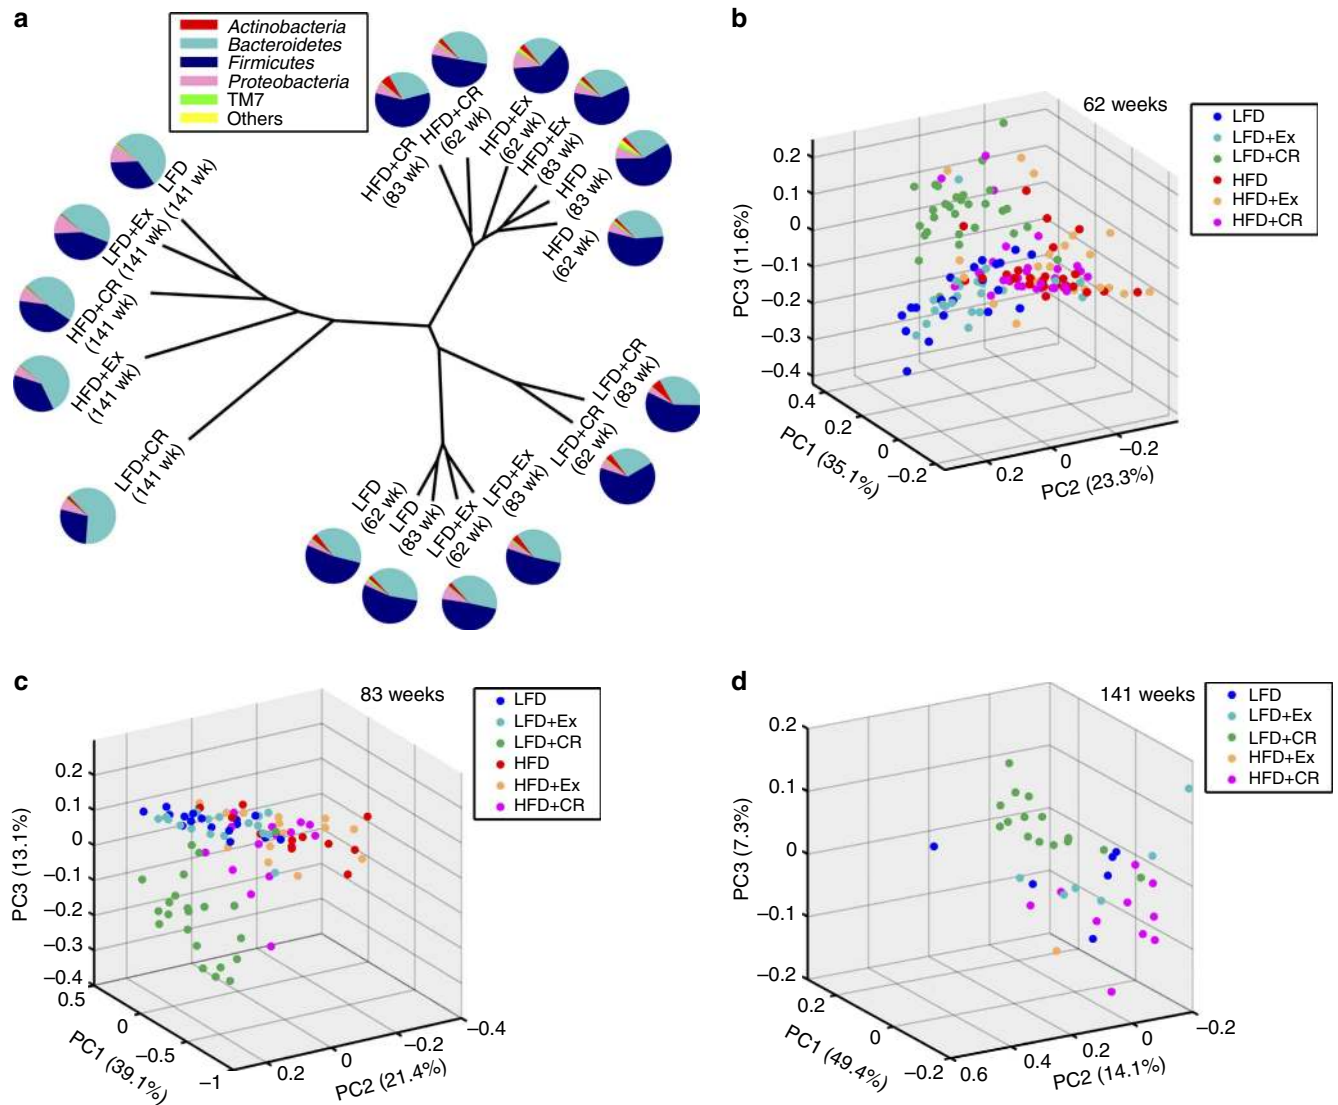 a
Actinobacteria
Bacteroidetes
Firmicutes
Proteobacteria
TM7
Others
LFD
(141 wk)
LFD+Ex
(141 wk)
HFD+CR
(141 wk)
HFD+Ex
(141 wk)
LFD+CR
(141 wk)
HFD+CR
(83 wk)
HFD+CR
(62 wk)
HFD+Ex
(62 wk)
HFD+Ex
(83 wk)
HFD
(83 wk)
HFD
(62 wk)
LFD+CR
(83 wk)
LFD+CR
(62 wk)
LFD+Ex
(83 wk)
LFD+Ex
(62 wk)
LFD
(83 wk)
LFD
(62 wk)
b
62 weeks
LFD
LFD+Ex
LFD+CR
HFD
HFD+Ex
HFD+CR
PC3 (11.6%)
0.2
0.1
0
−0.1
−0.2
−0.3
−0.4
0.4
0.2
0
−0.2
PC1 (35.1%)
0.2
0
−0.2
PC2 (23.3%)
c
83 weeks
LFD
LFD+Ex
LFD+CR
HFD
HFD+Ex
HFD+CR
PC3 (13.1%)
0.2
0.1
0
−0.1
−0.2
−0.3
−0.4
0.5
0
−0.5
−1
PC1 (39.1%)
0.2
0
−0.2
−0.4
PC2 (21.4%)
d
141 weeks
LFD
LFD+Ex
LFD+CR
HFD+Ex
HFD+CR
PC3 (7.3%)
0.2
0.1
0
−0.1
−0.2
0.2
0
−0.2
PC1 (49.4%)
0.6
0.4
0.2
0
−0.2
PC2 (14.1%)